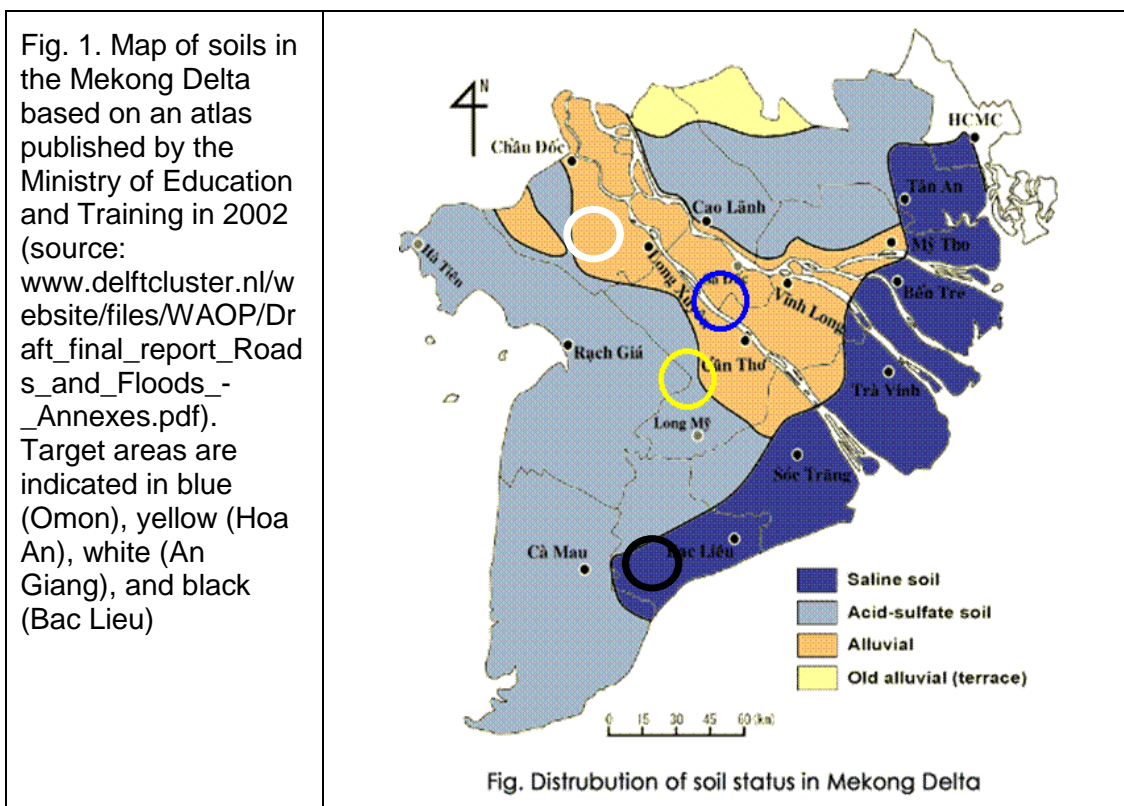 Fig. 1. Map of soils in
the Mekong Delta
based on an atlas
published by the
Ministry of Education
and Training in 2002
(source:
www.delftcluster.nl/w
ebsite/files/WAOP/Dr
aft_final_report_Road
s_and_Floods_-
_Annexes.pdf).
Target areas are
indicated in blue
(Omon), yellow (Hoa
An), white (An
Giang), and black
(Bac Lieu)
N
HCMC
Châu Đốc
Tân An
Cao Lãnh
Mỹ Tho
Hà Tiên
Bến Tre
Vĩnh Long
Rạch Giá
Cần Thơ
Trà Vinh
Long Mỹ
Sóc Trăng
Cà Mau
Saline soil
Acid-sulfate soil
Alluvial
Old alluvial (terrace)
0 15 30 45 60 (km)
Fig. Distrubution of soil status in Mekong Delta